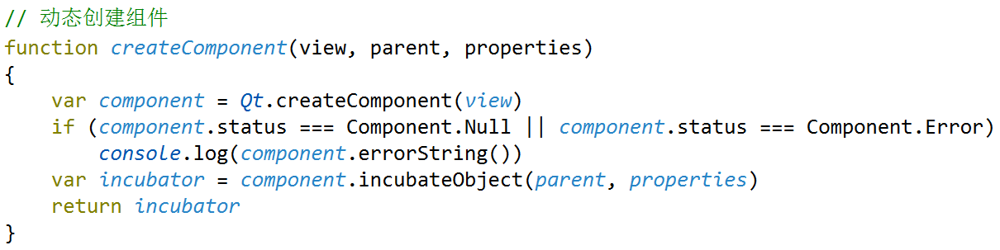 // 动态创建组件
function createComponent(view, parent, properties)
{
    var component = Qt.createComponent(view)
    if (component.status === Component.Null || component.status === Component.Error)
        console.log(component.errorString())
    var incubator = component.incubateObject(parent, properties)
    return incubator
}